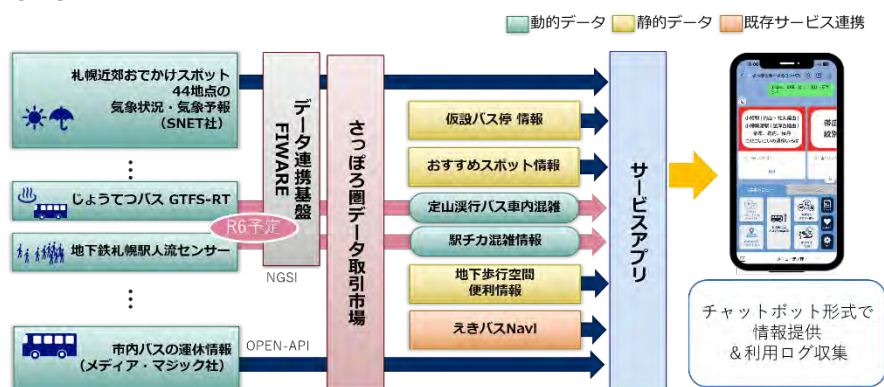 動的データ
静的データ
既存サービス連携
札幌近郊おでかけスポット
44地点の
気象状況・気象予報
(SNET社)
じょうてつバス GTFS-RT
R6予定
地下鉄札幌駅人流センサー
市内バスの運休情報
(メディア・マジック社)
データ連携基盤
FIWARE
NGSI
OPEN-API
さっぽろ圏データ取引市場
仮設バス停 情報
おすすめスポット情報
定山渓行バス車内混雑
駅チカ混雑情報
地下歩行空間
便利情報
えきバスNavi
サービスアプリ
チャットボット形式で
情報提供
&利用ログ収集